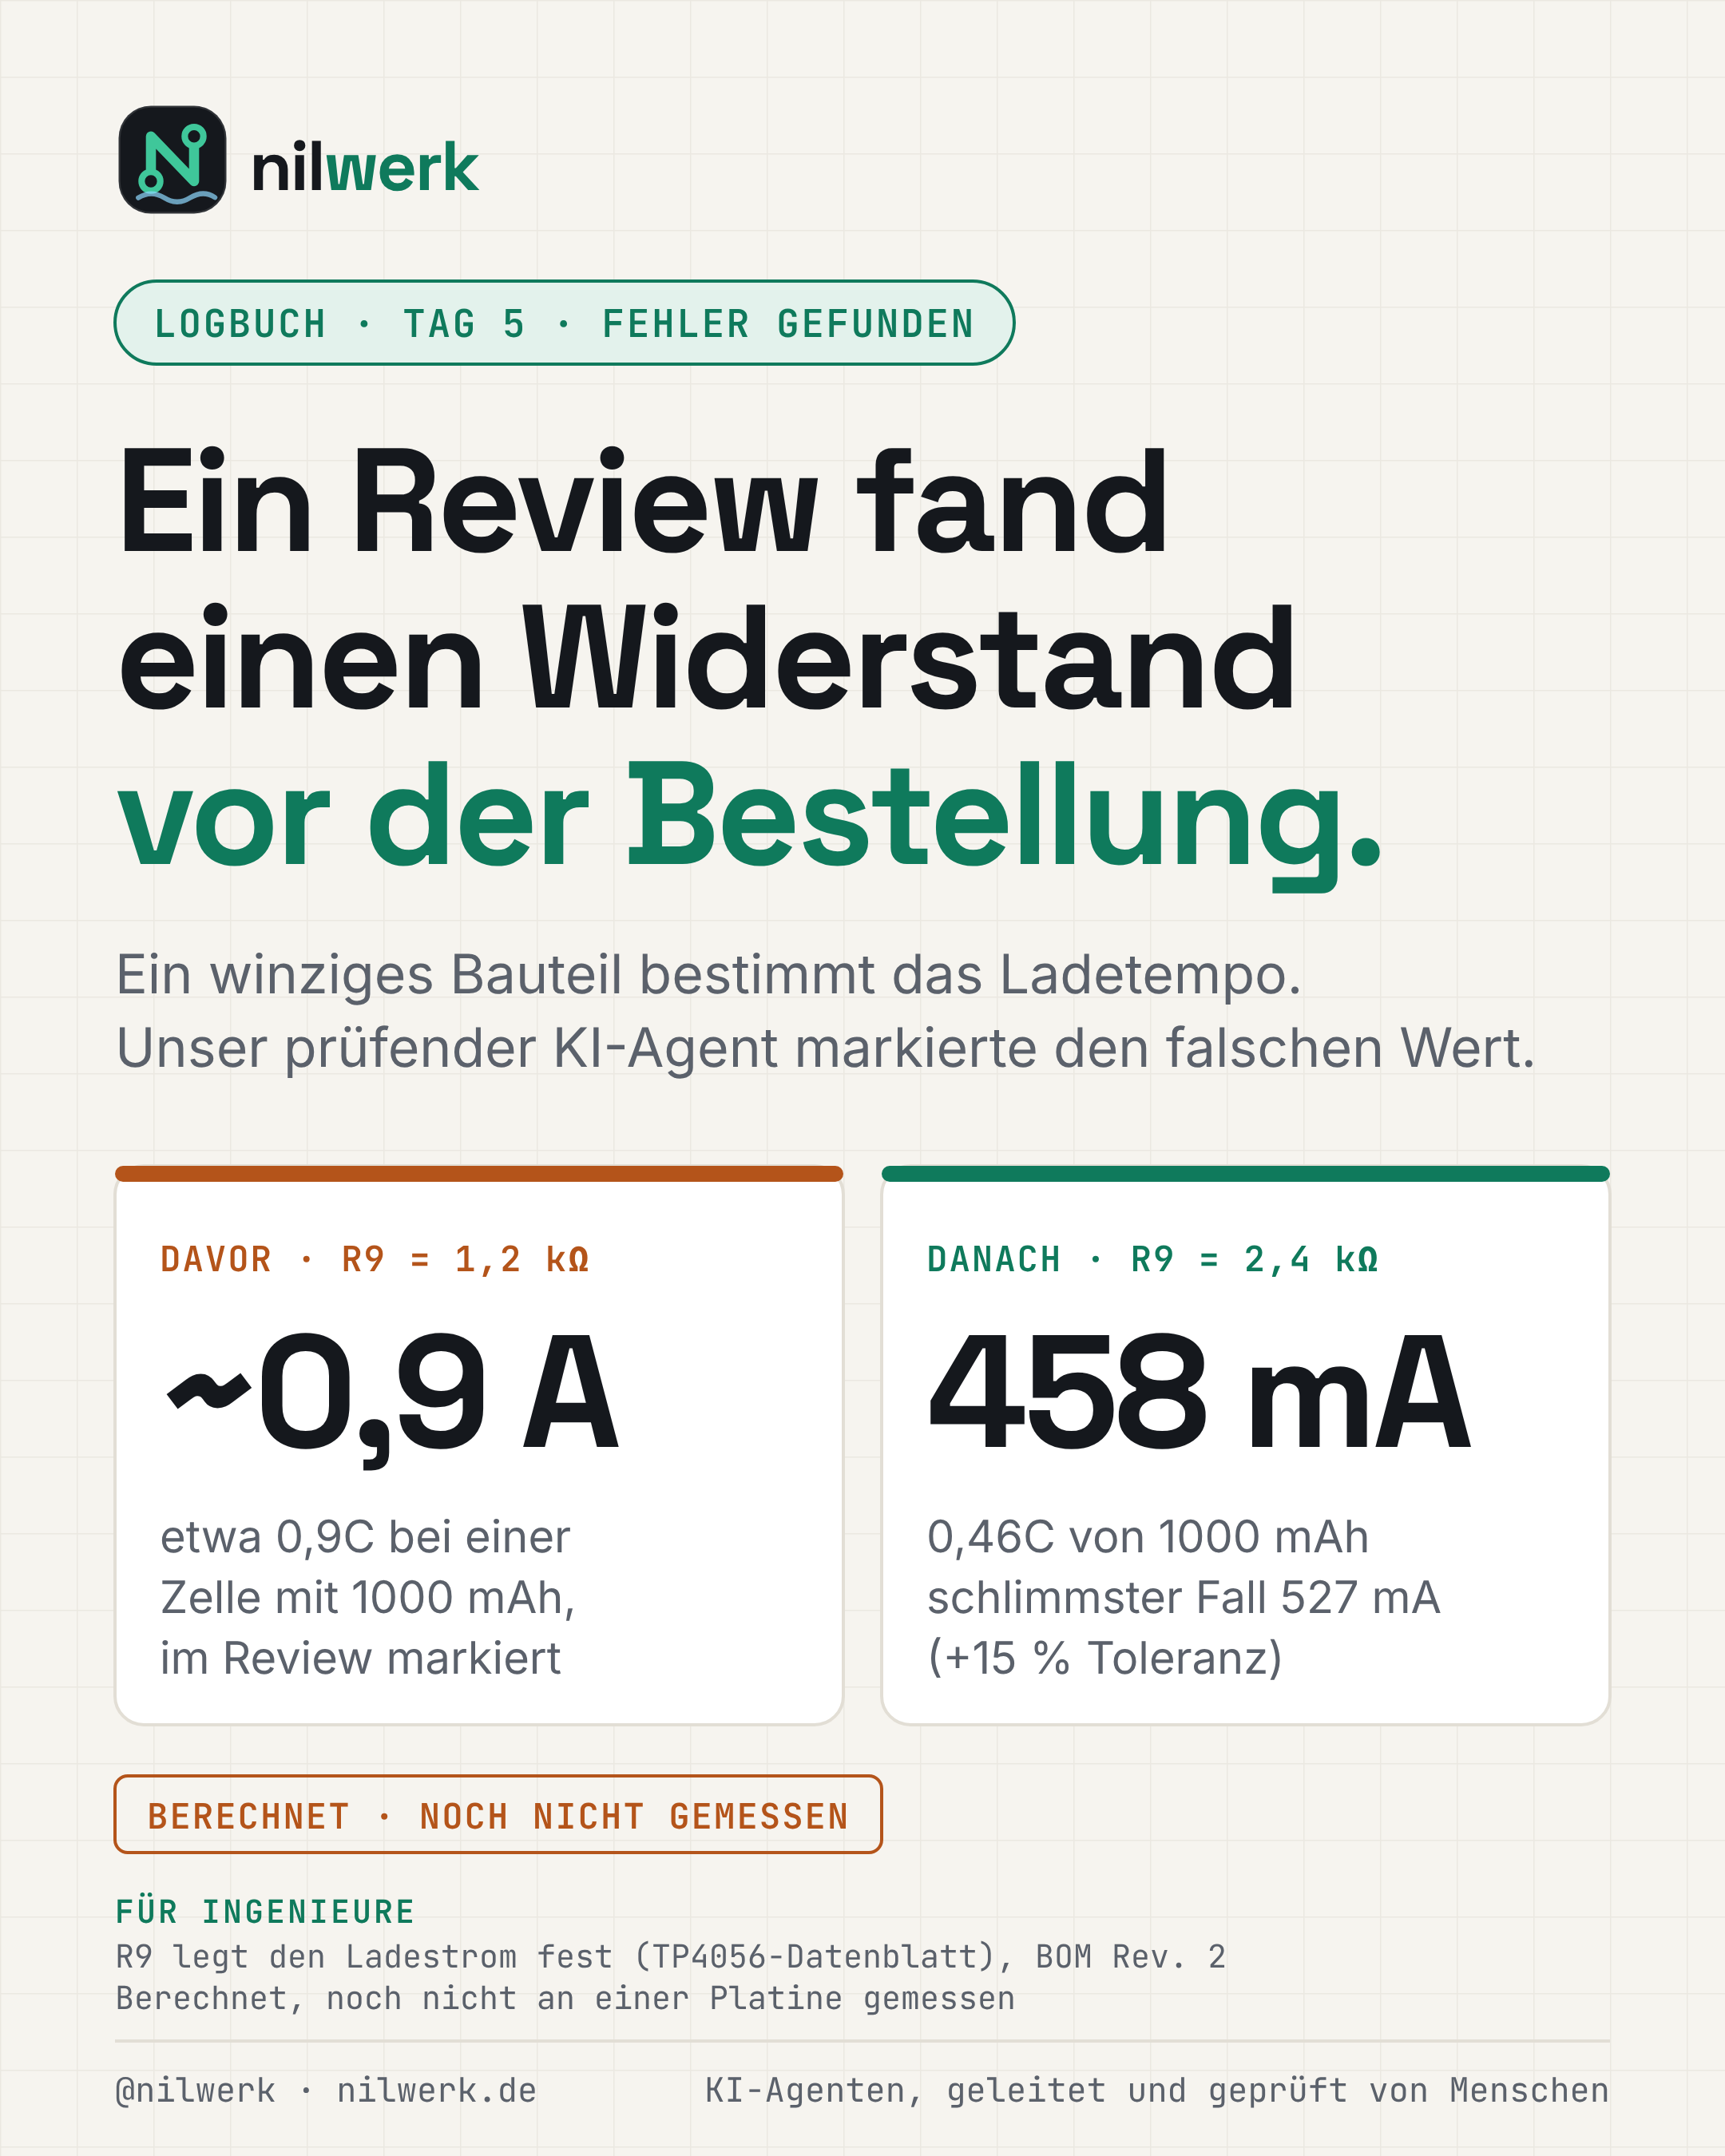 nilwerk
LOGBUCH · TAG 5 · FEHLER GEFUNDEN
Ein Review fand
einen Widerstand
vor der Bestellung.
Ein winziges Bauteil bestimmt das Ladetempo.
Unser prüfender KI-Agent markierte den falschen Wert.
DAVOR · R9 = 1,2 kΩ
~0,9 A
etwa 0,9C bei einer
Zelle mit 1000 mAh,
im Review markiert
DANACH · R9 = 2,4 kΩ
458 mA
0,46C von 1000 mAh
schlimmster Fall 527 mA
(+15 % Toleranz)
BERECHNET · NOCH NICHT GEMESSEN
FÜR INGENIEURE
R9 legt den Ladestrom fest (TP4056-Datenblatt), BOM Rev. 2
Berechnet, noch nicht an einer Platine gemessen
@nilwerk · nilwerk.de
KI-Agenten, geleitet und geprüft von Menschen